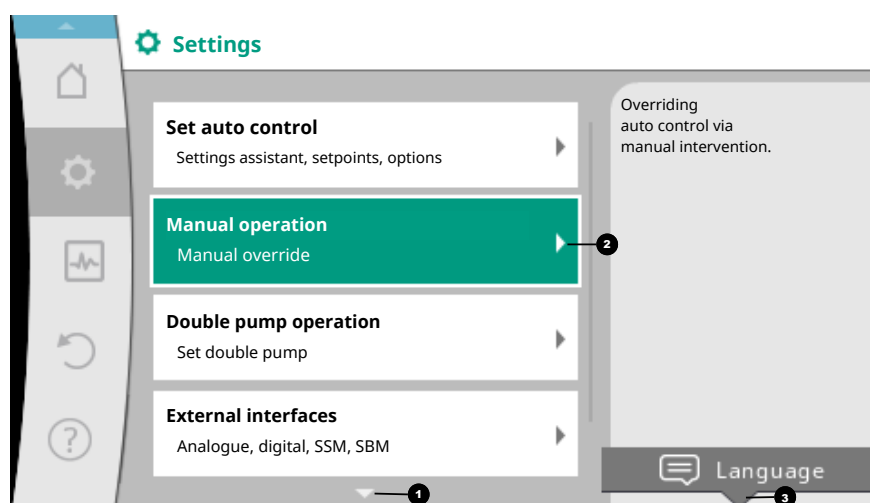 Settings
Set auto control
Settings assistant, setpoints, options
Manual operation
Manual override
2
Double pump operation
Set double pump
External interfaces
Analogue, digital, SSM, SBM
1
Overriding
auto control via
manual intervention.
?
Language
3